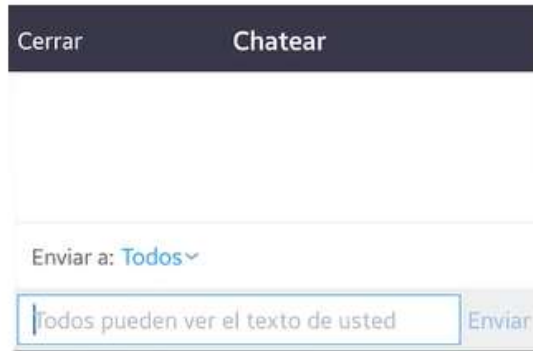 Cerrar Chatear
Enviar a: Todos
Todos pueden ver el texto de usted Enviar